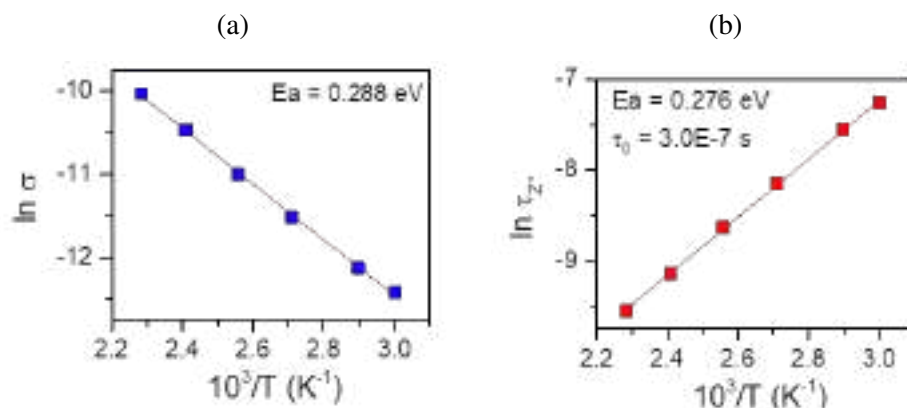 (a)
(b)
Ea = 0.288 eV
-10
-11
-12
ln σ
2.2 2.4 2.6 2.8 3.0
10³/T (K⁻¹)
Ea = 0.276 eV
τ₀ = 3.0E-7 s
-7
-8
-9
ln τ_Z"
2.2 2.4 2.6 2.8 3.0
10³/T (K⁻¹)